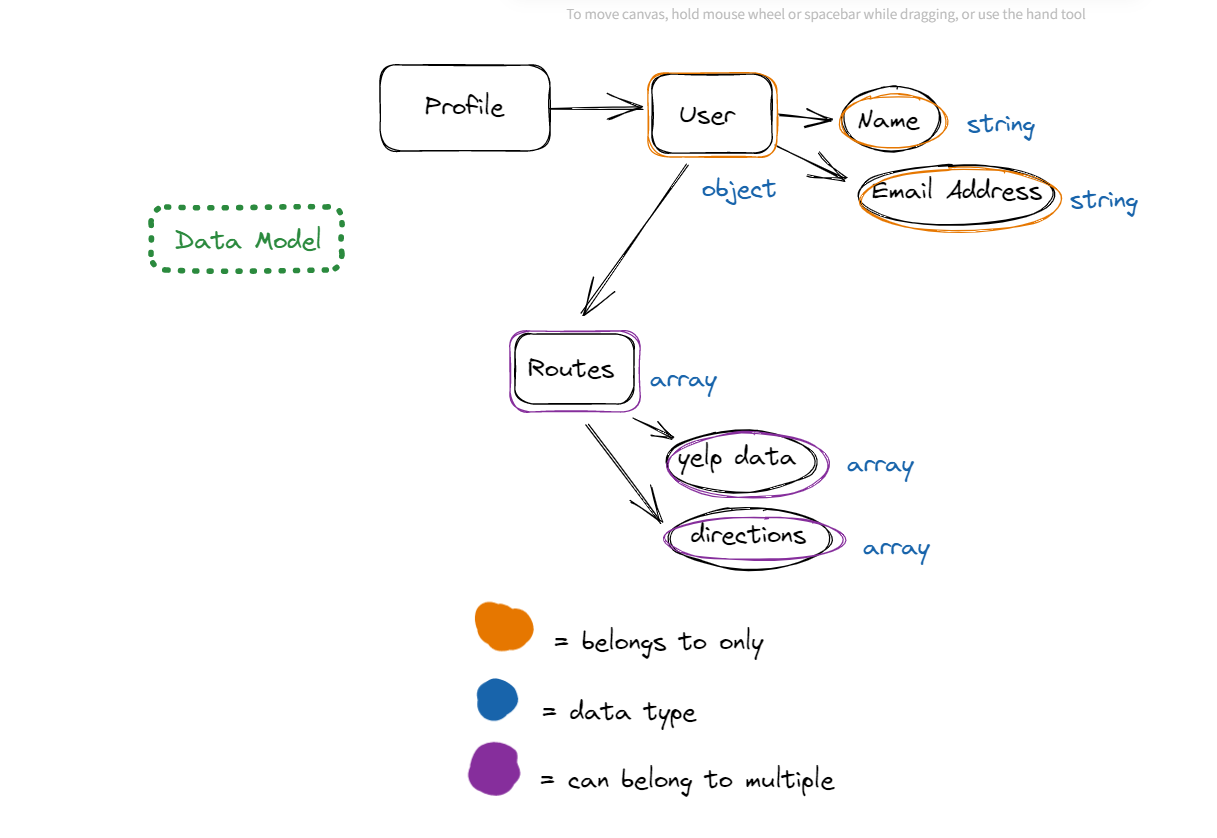 To move canvas, hold mouse wheel or spacebar while dragging, or use the hand tool
Profile
User
Name
string
object
Email Address
string
Data Model
Routes
array
yelp data
array
directions
array
= belongs to only
= data type
= can belong to multiple